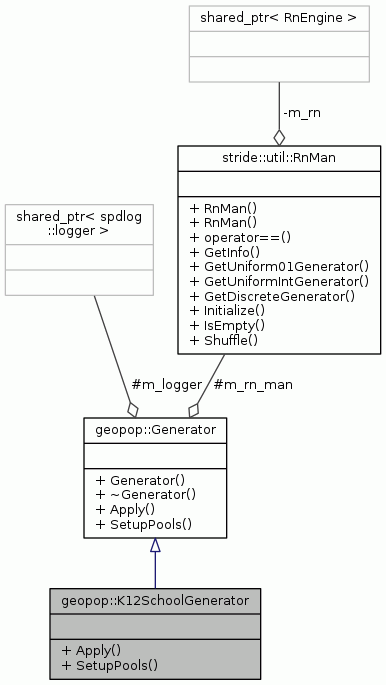 shared_ptr< RnEngine >
-m_rn
stride::util::RnMan
+ RnMan()
+ RnMan()
+ operator==()
+ GetInfo()
+ GetUniform01Generator()
+ GetUniformIntGenerator()
+ GetDiscreteGenerator()
+ Initialize()
+ IsEmpty()
+ Shuffle()
shared_ptr< spdlog
::logger >
#m_logger
#m_rn_man
geopop::Generator
+ Generator()
+ ~Generator()
+ Apply()
+ SetupPools()
geopop::K12SchoolGenerator
+ Apply()
+ SetupPools()